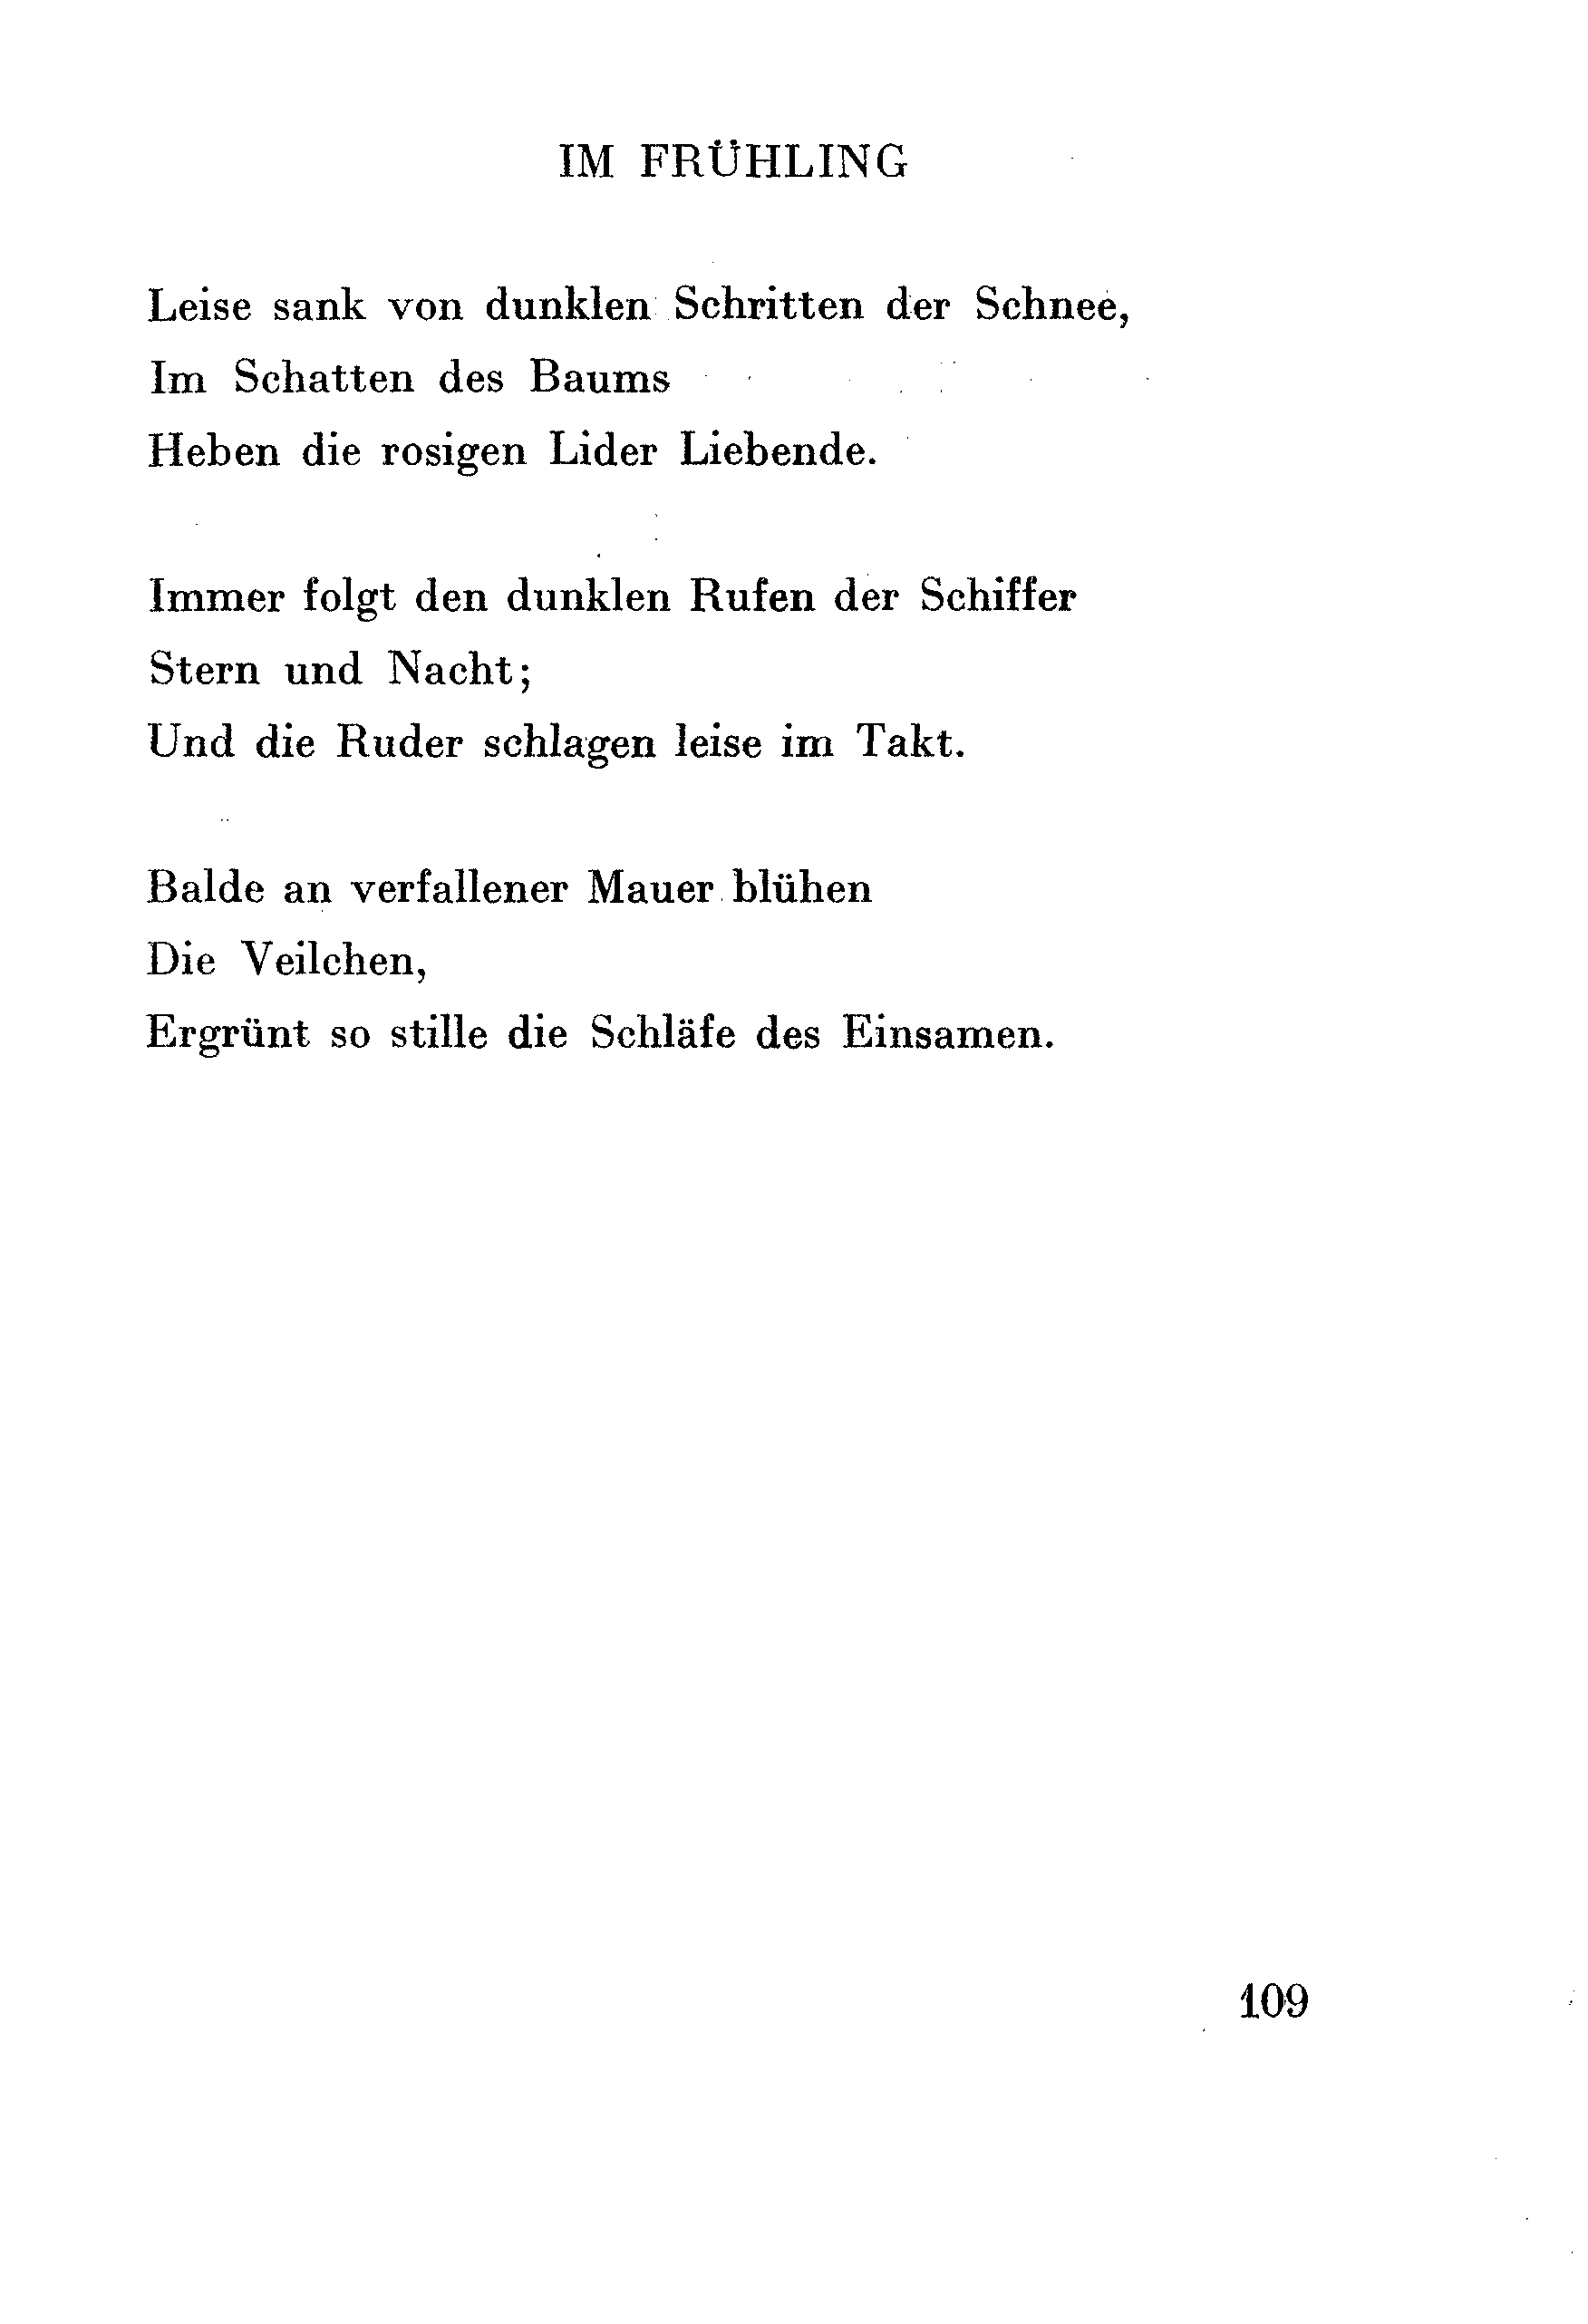 IM FRÜHLING
Leise sank von dunklen Schritten der Schnee,
Im Schatten des Baums
Heben die rosigen Lider Liebende.
Immer folgt den dunklen Rufen der Schiffer
Stern und Nacht;
Und die Ruder schlagen leise im Takt.
Balde an verfallener Mauer blühen
Die Veilchen,
Ergrünt so stille die Schläfe des Einsamen.
109